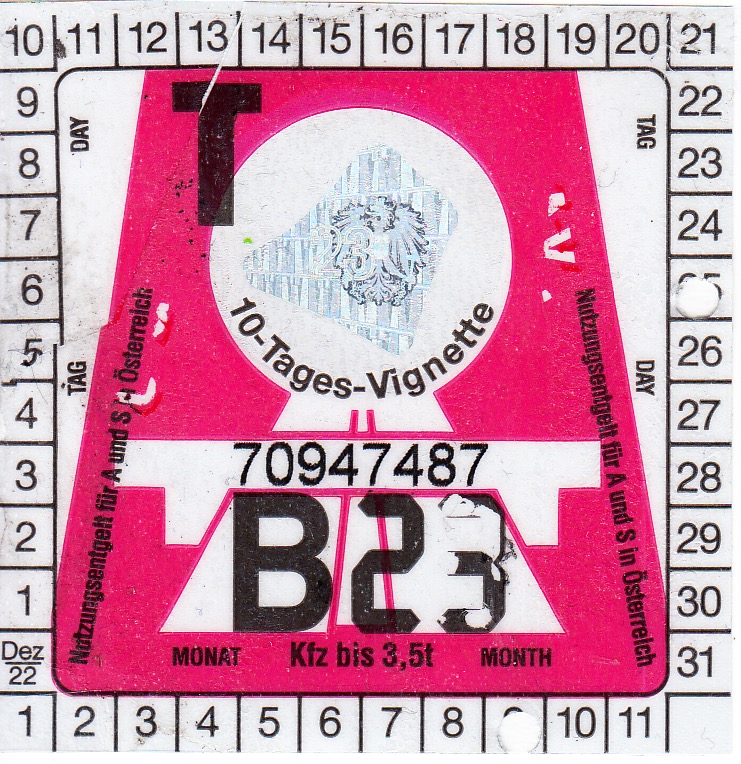 10 11 12 13 14 15 16 17 18 19 20 21
9 22
8 23
7 24
6
5 26
4 27
3 28
2 29
1 30
Dez 22 31
1 2 3 4 5 6 7 8 10 11
DAY
TAG
T
23
10-Tages-Vignette
TAG
DAY
Nutzungsentgelt für A und S in Österreich
Nutzungsentgelt für A und S in Österreich
70947487
B23
MONAT Kfz bis 3,5t MONTH